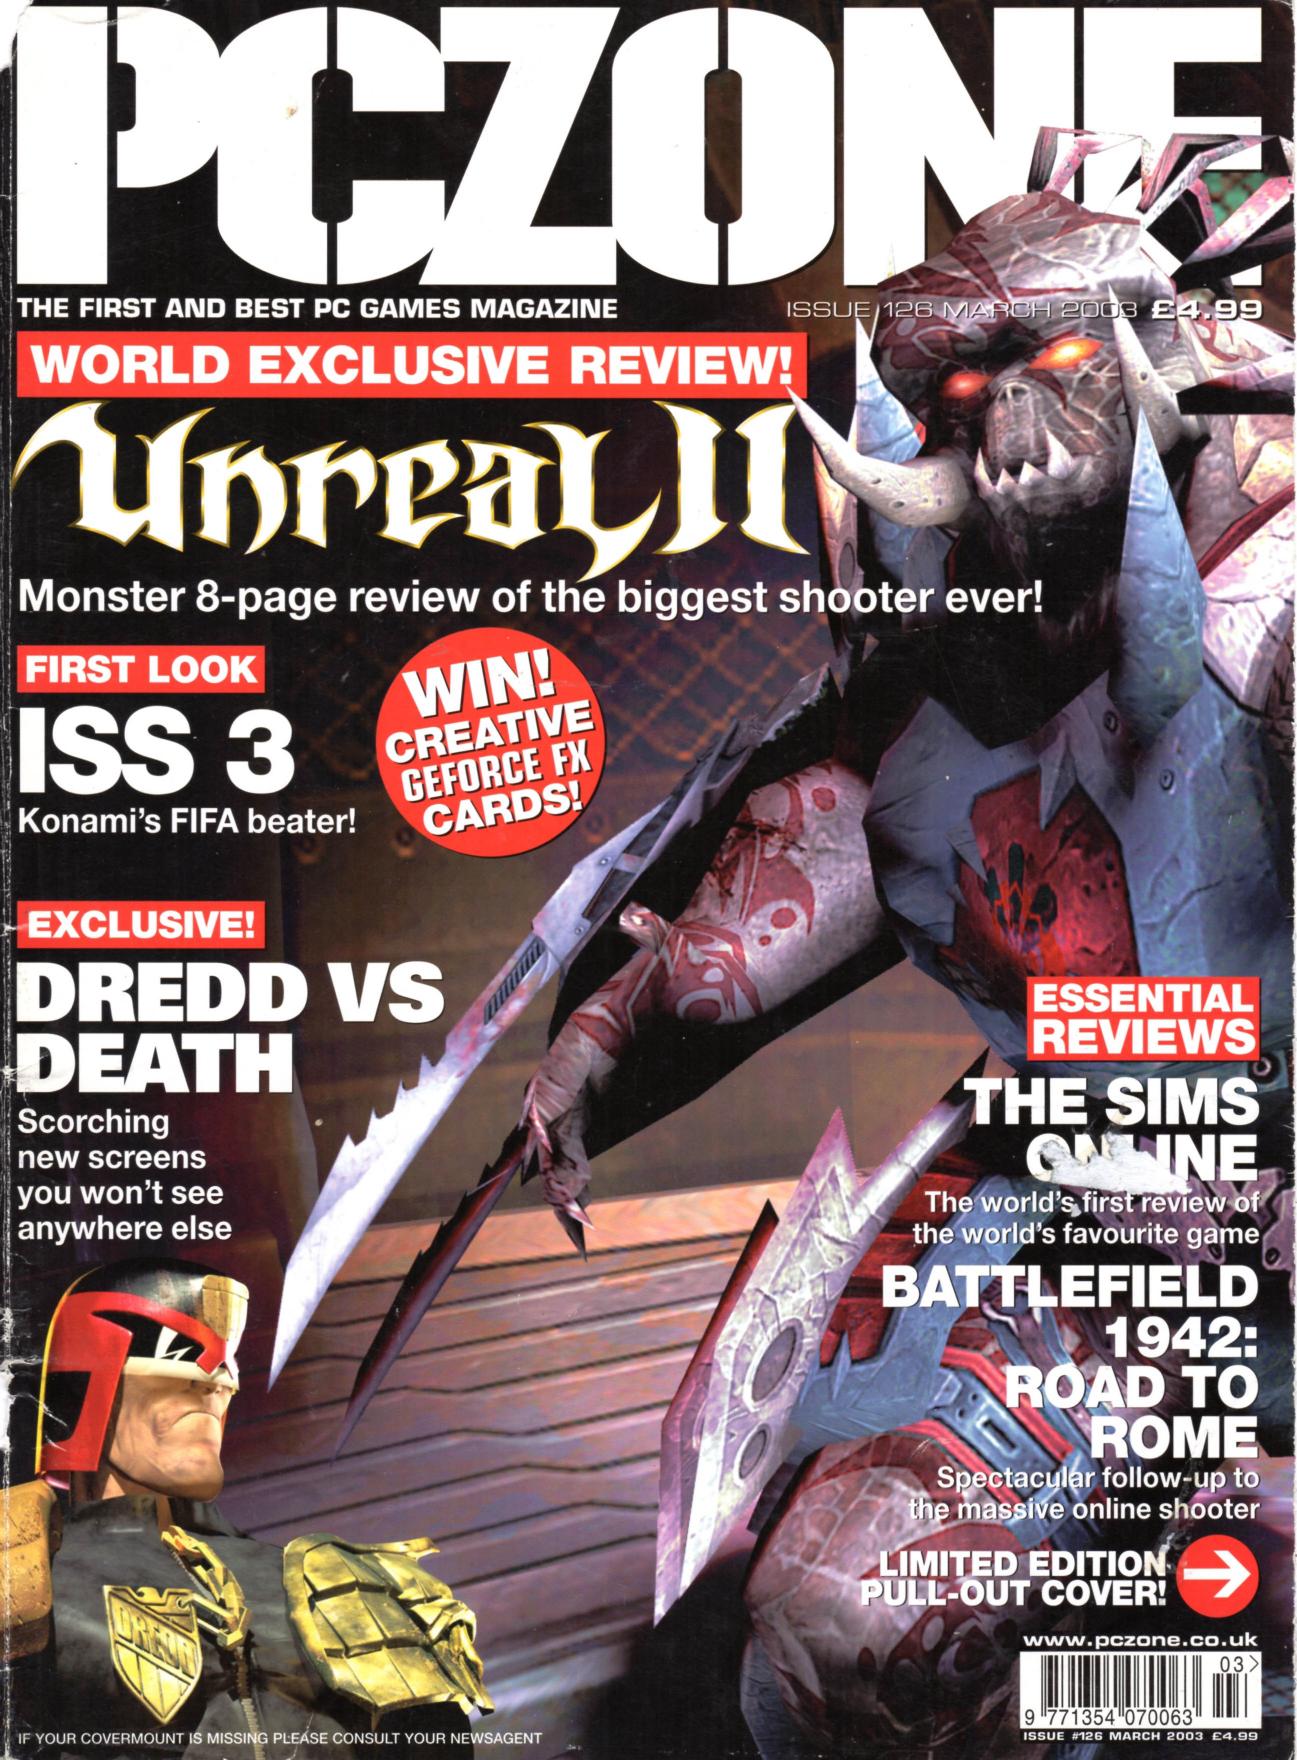 PCZONE
THE FIRST AND BEST PC GAMES MAGAZINE
ISSUE 126 MARCH 2003 £4.99
WORLD EXCLUSIVE REVIEW!
Unreal II
Monster 8-page review of the biggest shooter ever!
FIRST LOOK
ISS 3
Konami's FIFA beater!
WIN!
CREATIVE
GEFORCE FX
CARDS!
EXCLUSIVE!
DREDD VS
DEATH
Scorching
new screens
you won't see
anywhere else
DREDD
ESSENTIAL
REVIEWS
THE SIMS
ONLINE
The world's first review of
the world's favourite game
BATTLEFIELD
1942:
ROAD TO
ROME
Spectacular follow-up to
the massive online shooter
LIMITED EDITION
PULL-OUT COVER!
www.pczone.co.uk
03>
9 771354 070063
ISSUE #126 MARCH 2003 £4.99
IF YOUR COVERMOUNT IS MISSING PLEASE CONSULT YOUR NEWSAGENT